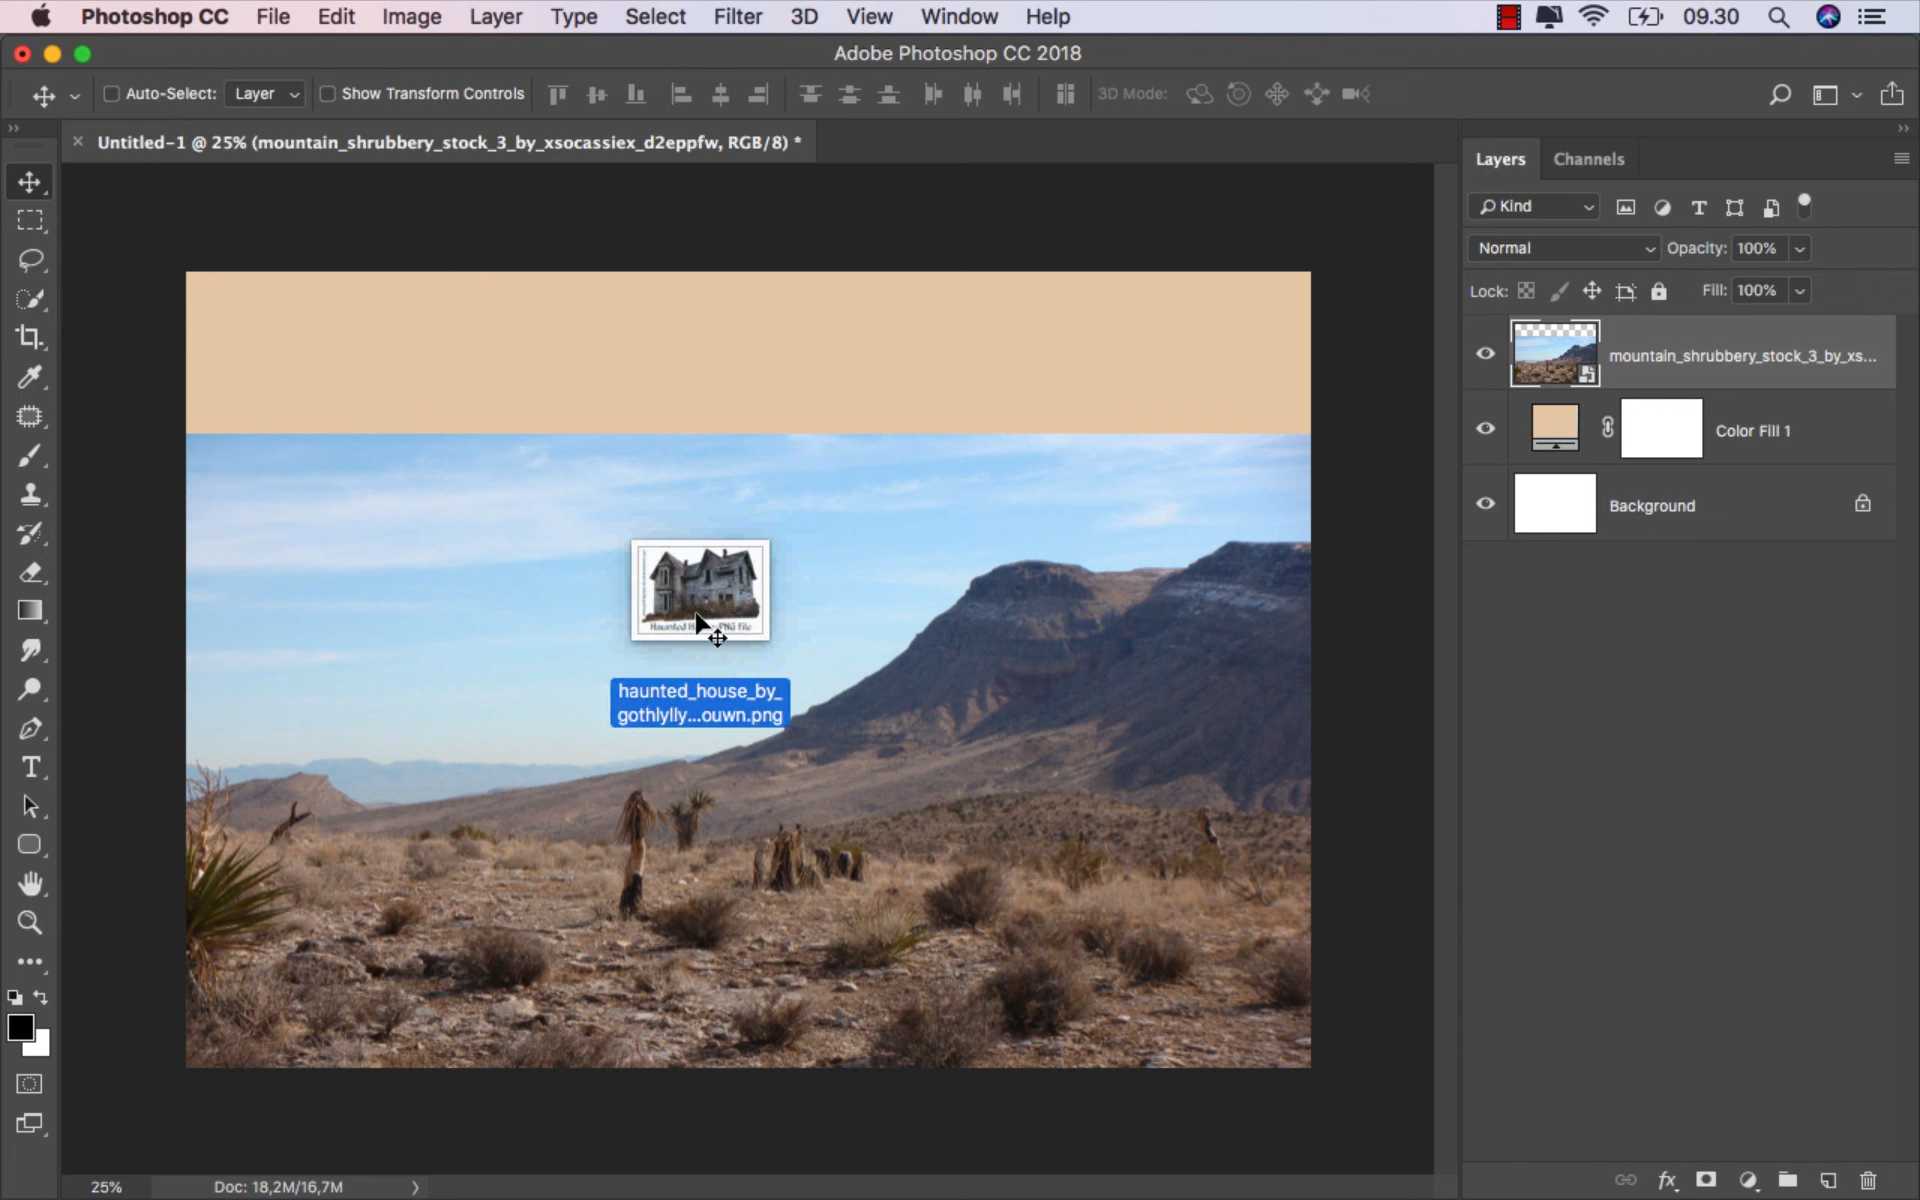 Photoshop CC File Edit Image Layer Type Select Filter 3D View Window Help 09.30
Adobe Photoshop CC 2018
Auto-Select: Layer Show Transform Controls 3D Mode:
Untitled-1 @ 25% (mountain_shrubbery_stock_3_by_xsocassiex_d2eppfw, RGB/8) *
Layers Channels
Kind
Normal Opacity: 100%
Lock: Fill: 100%
mountain_shrubbery_stock_3_by_xs...
Color Fill 1
Background
Haunted PNG File
haunted_house_by_
gothlylly...ouwn.png
25% Doc: 18,2M/16,7M